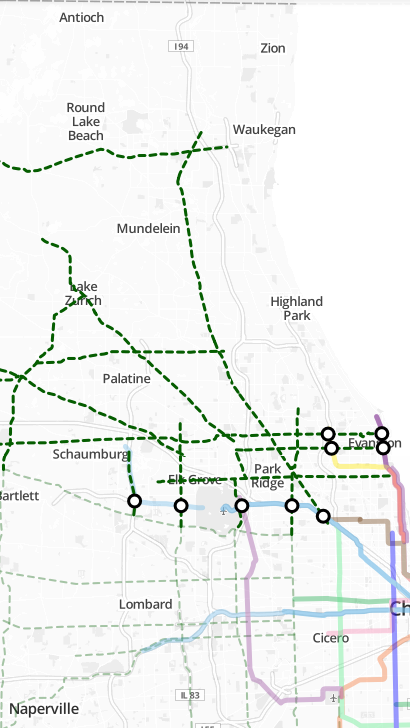 Antioch
I 94
Zion
Round
Lake
Beach
Waukegan
Mundelein
Lake
Zurich
Highland
Park
Palatine
Evanston
Schaumburg
Park
Ridge
Elk Grove
Bartlett
Lombard
Ch
Cicero
IL 83
Naperville